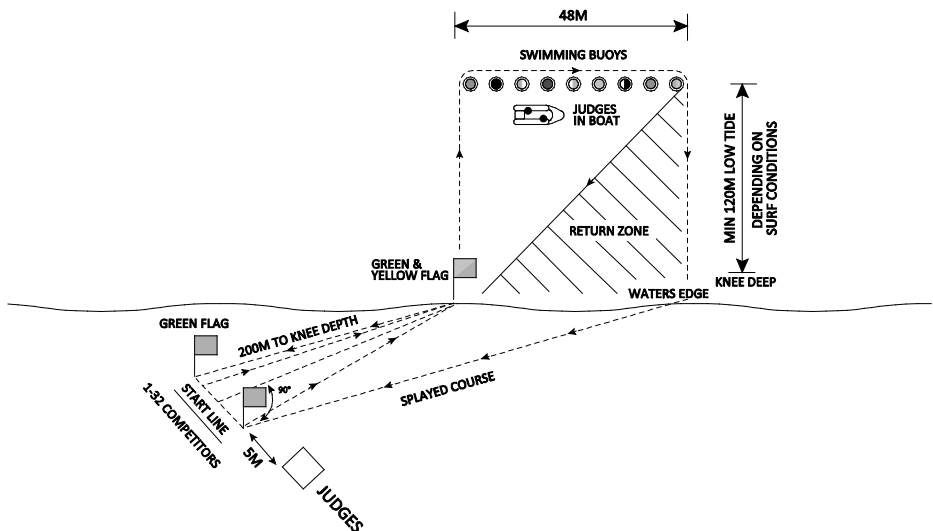 48M
SWIMMING BUOYS
JUDGES
IN BOAT
MIN 120M LOW TIDE
DEPENDING ON
SURF CONDITIONS
RETURN ZONE
GREEN &
YELLOW FLAG
KNEE DEEP
WATERS EDGE
GREEN FLAG
200M TO KNEE DEPTH
90°
START LINE
1-32 COMPETITORS
SPLAYED COURSE
5M
JUDGES